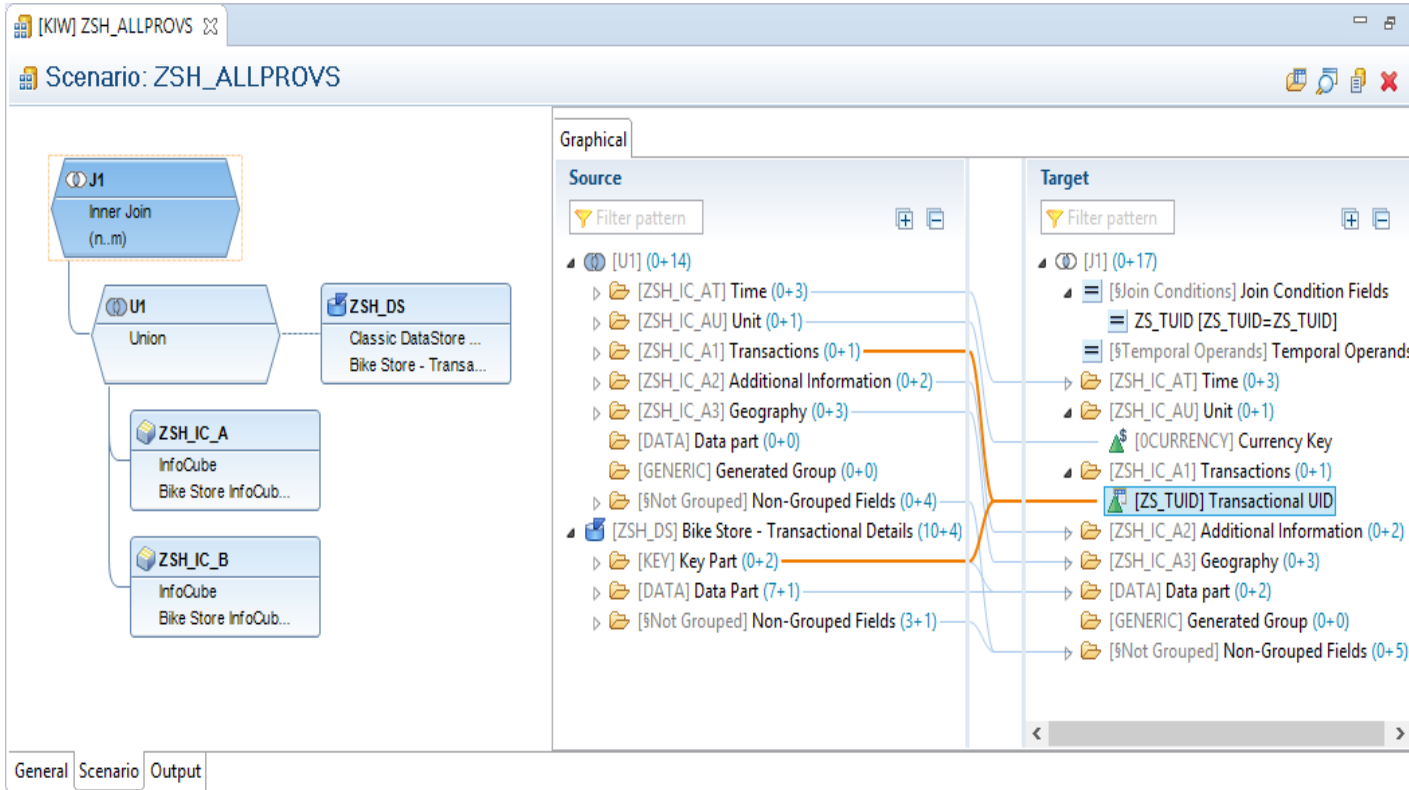 [KIW] ZSH_ALLPROVS
Scenario: ZSH_ALLPROVS
J1
Inner Join
(n..m)
U1
Union
ZSH_DS
Classic DataStore ...
Bike Store - Transa...
ZSH_IC_A
InfoCube
Bike Store InfoCub...
ZSH_IC_B
InfoCube
Bike Store InfoCub...
Graphical
Source
Filter pattern
[U1] (0+14)
[ZSH_IC_AT] Time (0+3)
[ZSH_IC_AU] Unit (0+1)
[ZSH_IC_A1] Transactions (0+1)
[ZSH_IC_A2] Additional Information (0+2)
[ZSH_IC_A3] Geography (0+3)
[DATA] Data part (0+0)
[GENERIC] Generated Group (0+0)
[§Not Grouped] Non-Grouped Fields (0+4)
[ZSH_DS] Bike Store - Transactional Details (10+4)
[KEY] Key Part (0+2)
[DATA] Data Part (7+1)
[§Not Grouped] Non-Grouped Fields (3+1)
Target
Filter pattern
[J1] (0+17)
[§Join Conditions] Join Condition Fields
ZS_TUID [ZS_TUID=ZS_TUID]
[§Temporal Operands] Temporal Operands
[ZSH_IC_AT] Time (0+3)
[ZSH_IC_AU] Unit (0+1)
[0CURRENCY] Currency Key
[ZSH_IC_A1] Transactions (0+1)
[ZS_TUID] Transactional UID
[ZSH_IC_A2] Additional Information (0+2)
[ZSH_IC_A3] Geography (0+3)
[DATA] Data part (0+2)
[GENERIC] Generated Group (0+0)
[§Not Grouped] Non-Grouped Fields (0+5)
General
Scenario
Output